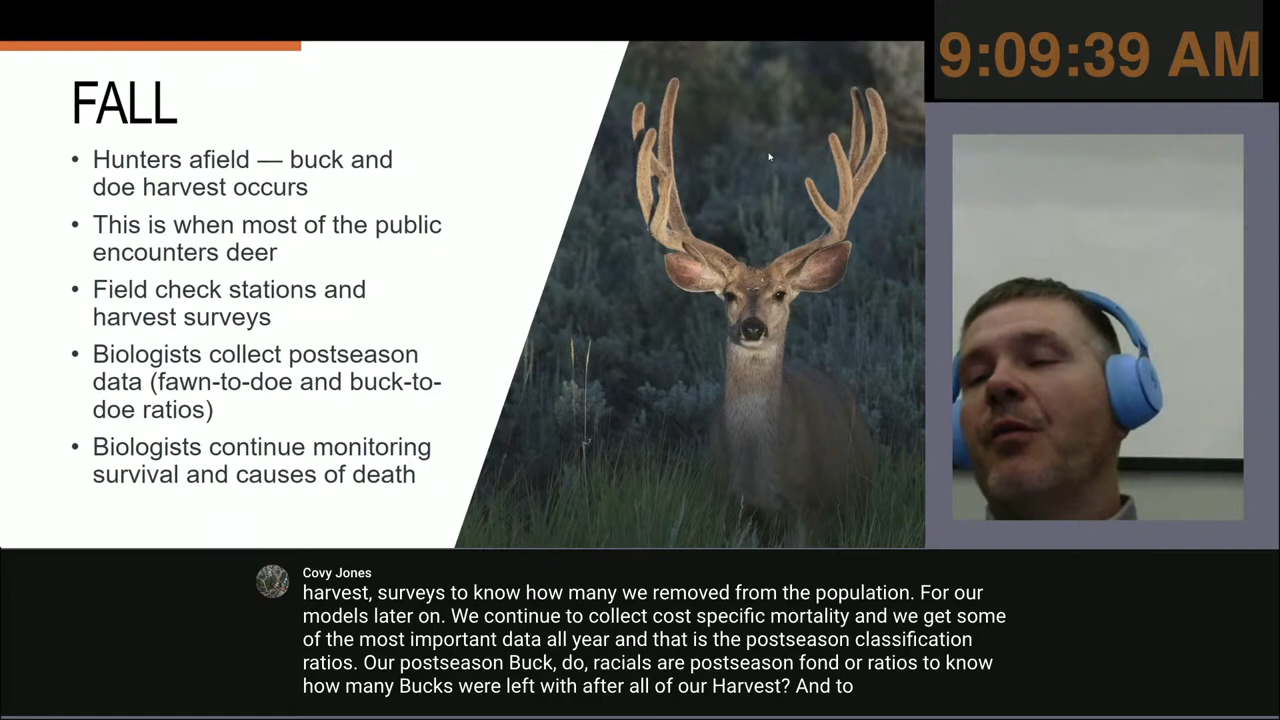 9:09:39 AM
FALL
• Hunters afield — buck and
doe harvest occurs
• This is when most of the public
encounters deer
• Field check stations and
harvest surveys
• Biologists collect postseason
data (fawn-to-doe and buck-to-
doe ratios)
• Biologists continue monitoring
survival and causes of death
Covy Jones
harvest, surveys to know how many we removed from the population. For our
models later on. We continue to collect cost specific mortality and we get some
of the most important data all year and that is the postseason classification
ratios. Our postseason Buck, do, racials are postseason fond or ratios to know
how many Bucks were left with after all of our Harvest? And to